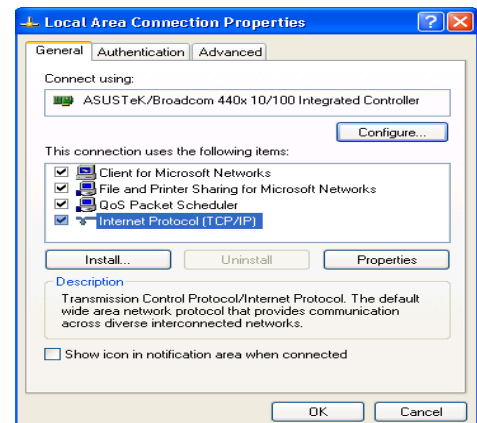 Local Area Connection Properties
General Authentication Advanced
Connect using:
ASUSTeK/Broadcom 440x 10/100 Integrated Controller
Configure...
This connection uses the following items:
Client for Microsoft Networks
File and Printer Sharing for Microsoft Networks
QoS Packet Scheduler
Internet Protocol (TCP/IP)
Install... Uninstall Properties
Description
Transmission Control Protocol/Internet Protocol. The default
wide area network protocol that provides communication
across diverse interconnected networks.
Show icon in notification area when connected
OK Cancel